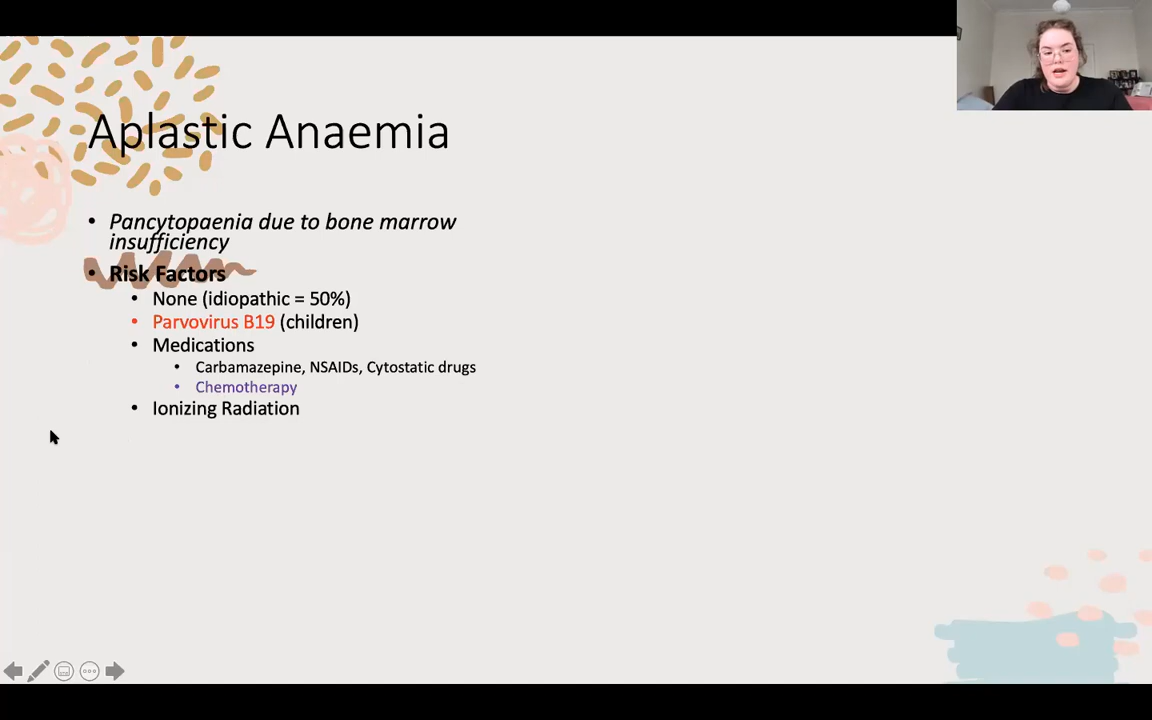 Aplastic Anaemia
• Pancytopaenia due to bone marrow
insufficiency
• Risk Factors
• None (idiopathic = 50%)
• Parvovirus B19 (children)
• Medications
• Carbamazepine, NSAIDs, Cytostatic drugs
• Chemotherapy
• Ionizing Radiation